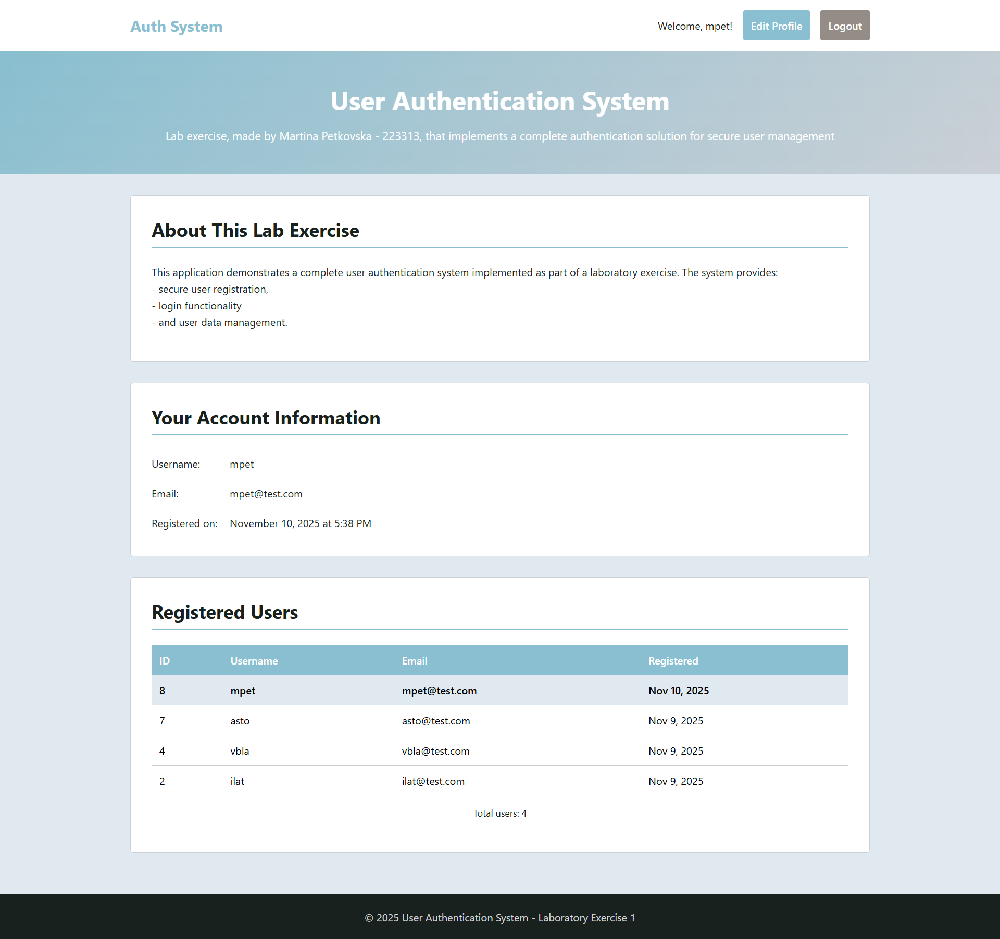 Auth System
Welcome, mpet!
Edit Profile
Logout
User Authentication System
Lab exercise, made by Martina Petkovska - 223313, that implements a complete authentication solution for secure user management
About This Lab Exercise
This application demonstrates a complete user authentication system implemented as part of a laboratory exercise. The system provides:
- secure user registration,
- login functionality
- and user data management.
Your Account Information
Username: mpet
Email: mpet@test.com
Registered on: November 10, 2025 at 5:38 PM
Registered Users
ID Username Email Registered
8 mpet mpet@test.com Nov 10, 2025
7 asto asto@test.com Nov 9, 2025
4 vbla vbla@test.com Nov 9, 2025
2 ilat ilat@test.com Nov 9, 2025
Total users: 4
© 2025 User Authentication System - Laboratory Exercise 1